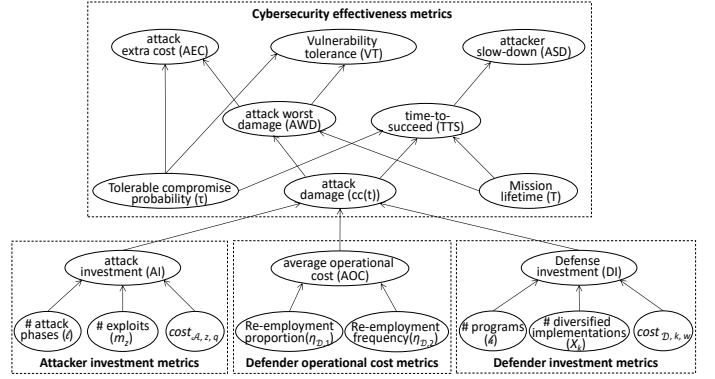 Cybersecurity effectiveness metrics
attack
extra cost (AEC)
Vulnerability
tolerance (VT)
attacker
slow-down (ASD)
attack worst
damage (AWD)
time-to-
succeed (TTS)
Tolerable compromise
probability (τ)
attack
damage (cc(t))
Mission
lifetime (T)
attack
investment (AI)
average operational
cost (AOC)
Defense
investment (DI)
# attack
phases (ℓ)
# exploits
(m_z)
cost_𝒜, z, q
Re-employment
proportion(η_𝒟,1)
Re-employment
frequency(η_𝒟,2)
# programs
# diversified
implementations
(X_k)
cost_𝒟, k, w
Attacker investment metrics
Defender operational cost metrics
Defender investment metrics